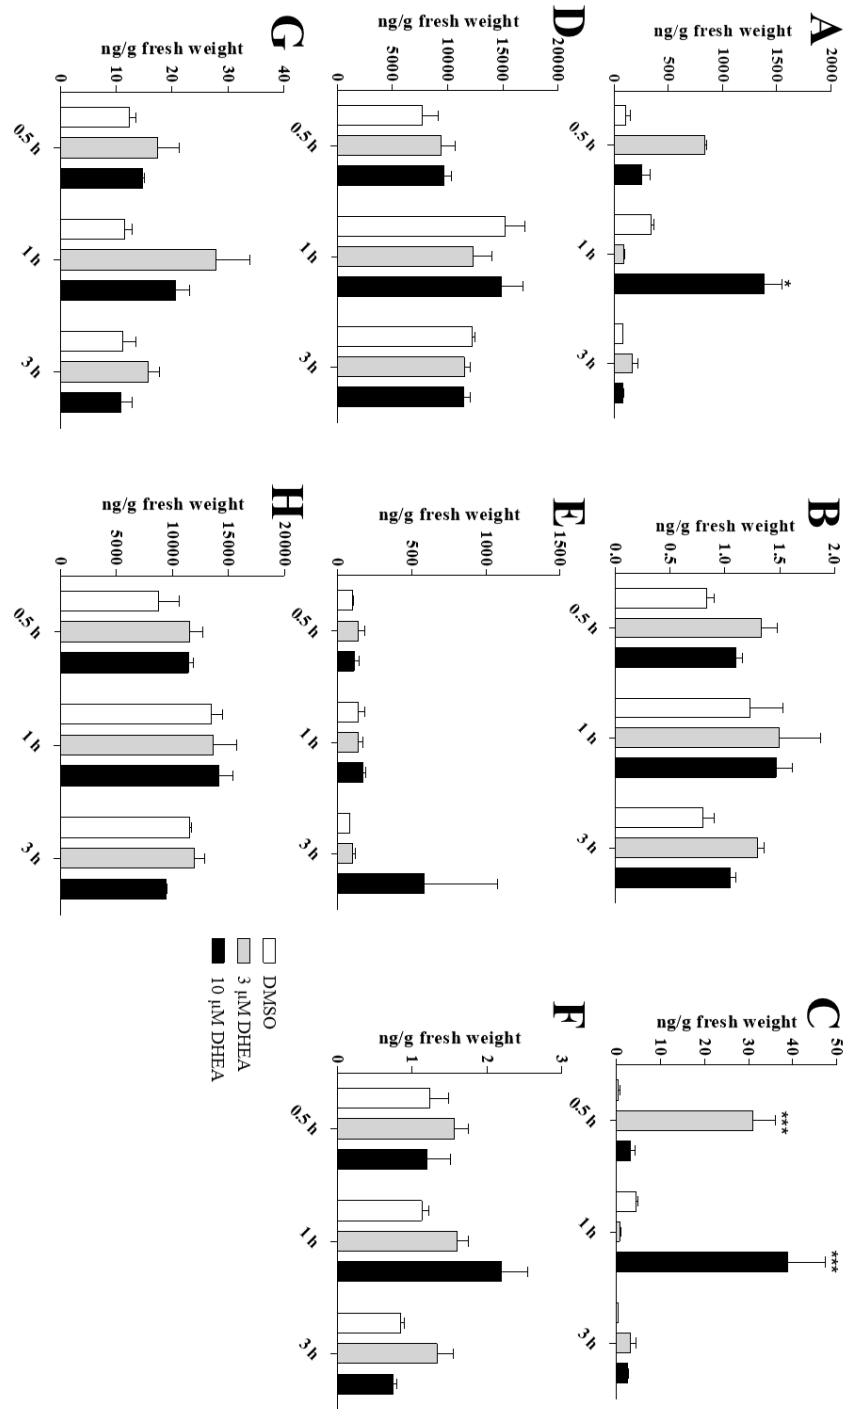 A
ng/g fresh weight
2000
1500
1000
500
0
0.5 h
1 h
3 h
*
B
ng/g fresh weight
2.0
1.5
1.0
0.5
0.0
0.5 h
1 h
3 h
C
ng/g fresh weight
50
40
30
20
10
0
0.5 h
1 h
3 h
***
***
D
ng/g fresh weight
20000
15000
10000
5000
0
0.5 h
1 h
3 h
E
ng/g fresh weight
1500
1000
500
0
0.5 h
1 h
3 h
F
ng/g fresh weight
3
2
1
0
0.5 h
1 h
3 h
G
ng/g fresh weight
40
30
20
10
0
0.5 h
1 h
3 h
H
ng/g fresh weight
20000
15000
10000
5000
0
0.5 h
1 h
3 h
DMSO
3 μM DHEA
10 μM DHEA